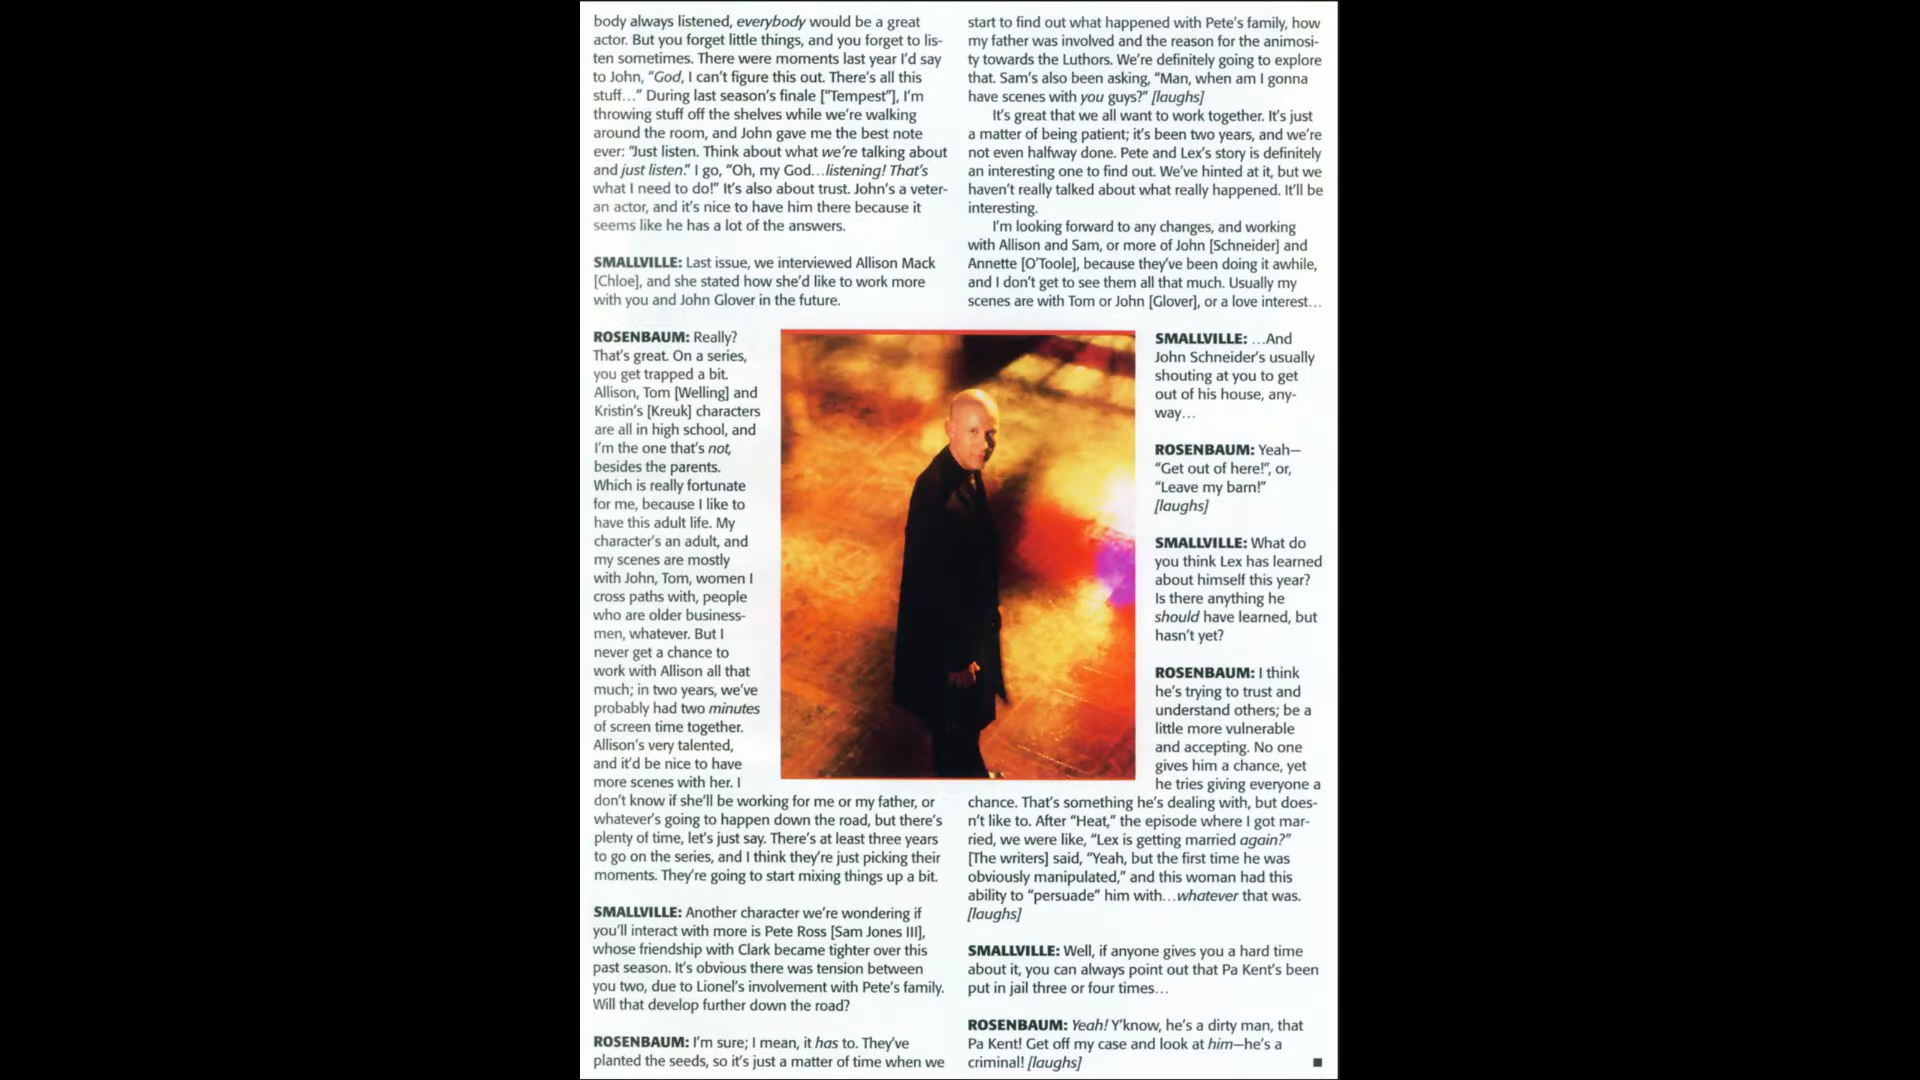 body always listened, everybody would be a great
actor. But you forget little things, and you forget to lis-
ten sometimes. There were moments last year I'd say
to John, “God, I can't figure this out. There's all this
stuff…” During last season's finale [“Tempest”], I'm
throwing stuff off the shelves while we're walking
around the room, and John gave me the best note
ever: “Just listen. Think about what we're talking about
and just listen.” I go, “Oh, my God…listening! That's
what I need to do!” It's also about trust. John's a veter-
an actor, and it's nice to have him there because it
seems like he has a lot of the answers.
SMALLVILLE: Last issue, we interviewed Allison Mack
[Chloe], and she stated how she'd like to work more
with you and John Glover in the future.
ROSENBAUM: Really?
That's great. On a series,
you get trapped a bit.
Allison, Tom [Welling] and
Kristin's [Kreuk] characters
are all in high school, and
I'm the one that's not,
besides the parents.
Which is really fortunate
for me, because I like to
have this adult life. My
character's an adult, and
my scenes are mostly
with John, Tom, women I
cross paths with, people
who are older business-
men, whatever. But I
never get a chance to
work with Allison all that
much; in two years, we've
probably had two minutes
of screen time together.
Allison's very talented,
and it'd be nice to have
more scenes with her. I
don't know if she'll be working for me or my father, or
whatever's going to happen down the road, but there's
plenty of time, let's just say. There's at least three years
to go on the series, and I think they're just picking their
moments. They're going to start mixing things up a bit.
SMALLVILLE: Another character we're wondering if
you'll interact with more is Pete Ross [Sam Jones III],
whose friendship with Clark became tighter over this
past season. It's obvious there was tension between
you two, due to Lionel's involvement with Pete's family.
Will that develop further down the road?
ROSENBAUM: I'm sure; I mean, it has to. They've
planted the seeds, so it's just a matter of time when we
start to find out what happened with Pete's family, how
my father was involved and the reason for the animosi-
ty towards the Luthors. We're definitely going to explore
that. Sam's also been asking, “Man, when am I gonna
have scenes with you guys?” [laughs]
It's great that we all want to work together. It's just
a matter of being patient; it's been two years, and we're
not even halfway done. Pete and Lex's story is definitely
an interesting one to find out. We've hinted at it, but we
haven't really talked about what really happened. It'll be
interesting.
I'm looking forward to any changes, and working
with Allison and Sam, or more of John [Schneider] and
Annette [O'Toole], because they've been doing it awhile,
and I don't get to see them all that much. Usually my
scenes are with Tom or John [Glover], or a love interest…
SMALLVILLE: …And
John Schneider's usually
shouting at you to get
out of his house, any-
way…
ROSENBAUM: Yeah—
“Get out of here!”, or,
“Leave my barn!”
[laughs]
SMALLVILLE: What do
you think Lex has learned
about himself this year?
Is there anything he
should have learned, but
hasn't yet?
ROSENBAUM: I think
he's trying to trust and
understand others; be a
little more vulnerable
and accepting. No one
gives him a chance, yet
he tries giving everyone a
chance. That's something he's dealing with, but does-
n't like to. After “Heat,” the episode where I got mar-
ried, we were like, “Lex is getting married again?”
[The writers] said, “Yeah, but the first time he was
obviously manipulated,” and this woman had this
ability to “persuade” him with…whatever that was.
[laughs]
SMALLVILLE: Well, if anyone gives you a hard time
about it, you can always point out that Pa Kent's been
put in jail three or four times…
ROSENBAUM: Yeah! Y'know, he's a dirty man, that
Pa Kent! Get off my case and look at him—he's a
criminal! [laughs]